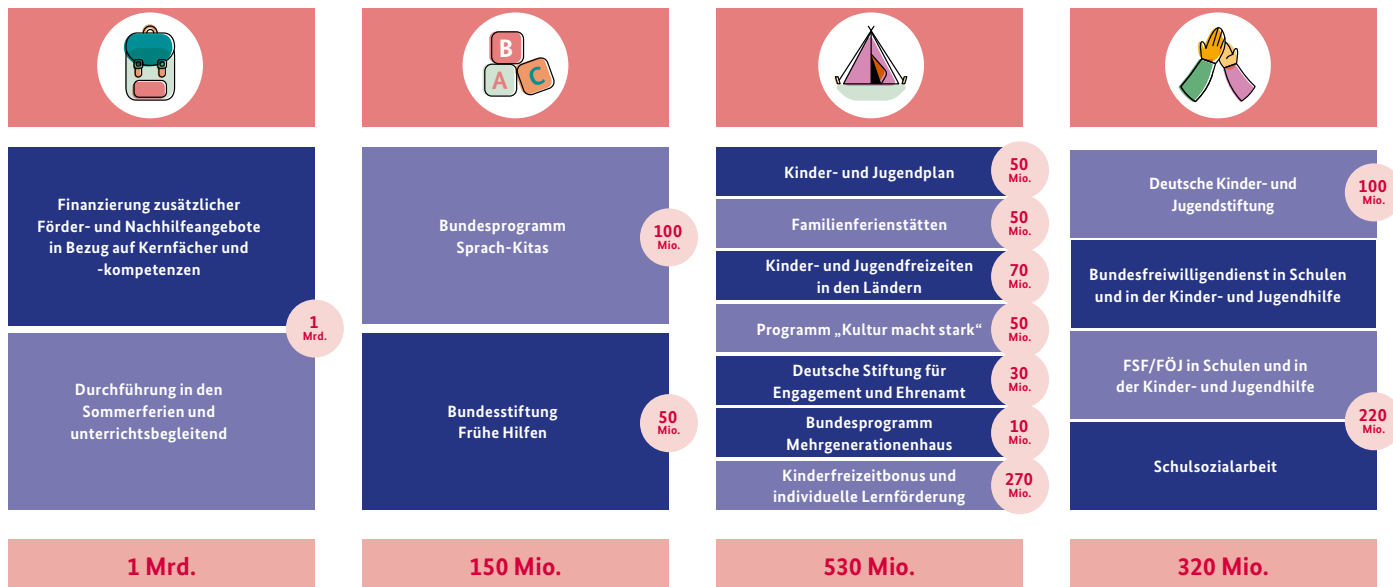 B
A
C
Finanzierung zusätzlicher
Förder- und Nachhilfeangebote
in Bezug auf Kernfächer und
-kompetenzen
1
Mrd.
Durchführung in den
Sommerferien und
unterrichtsbegleitend
1 Mrd.
Bundesprogramm
Sprach-Kitas
100
Mio.
Bundesstiftung
Frühe Hilfen
50
Mio.
150 Mio.
Kinder- und Jugendplan
50
Mio.
Familienferienstätten
50
Mio.
Kinder- und Jugendfreizeiten
in den Ländern
70
Mio.
Programm „Kultur macht stark“
50
Mio.
Deutsche Stiftung für
Engagement und Ehrenamt
30
Mio.
Bundesprogramm
Mehrgenerationenhaus
10
Mio.
Kinderfreizeitbonus und
individuelle Lernförderung
270
Mio.
530 Mio.
Deutsche Kinder- und
Jugendstiftung
100
Mio.
Bundesfreiwilligendienst in Schulen
und in der Kinder- und Jugendhilfe
FSF/FÖJ in Schulen und in
der Kinder- und Jugendhilfe
220
Mio.
Schulsozialarbeit
320 Mio.